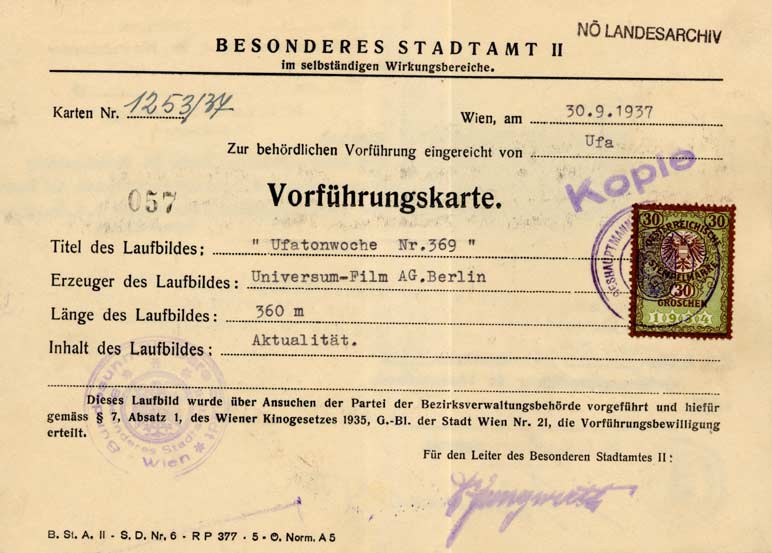 NÖ LANDESARCHIV
BESONDERES STADTAMT II
im selbständigen Wirkungsbereiche.
Karten Nr. 1253/37
Wien, am 30.9.1937
Zur behördlichen Vorführung eingereicht von Ufa
Kopie
057
Vorführungskarte.
Titel des Laufbildes: " Ufatonwoche Nr.369 "
Erzeuger des Laufbildes: Universum-Film AG.Berlin
Länge des Laufbildes: 360 m
Inhalt des Laufbildes: Aktualität.
30 30
ÖSTERREICHISCHE
STEMPELMARKE
30
GROSCHEN
1934
Dieses Laufbild wurde über Ansuchen der Partei der Bezirksverwaltungsbehörde vorgeführt und hiefür
gemäss § 7, Absatz 1, des Wiener Kinogesetzes 1935, G.-Bl. der Stadt Wien Nr. 21, die Vorführungsbewilligung
erteilt.
Besonderes Stadt
Wien
Für den Leiter des Besonderen Stadtamtes II:
B. St. A. II - S. D. Nr. 6 - R P 377 - 5 - Ö. Norm. A 5